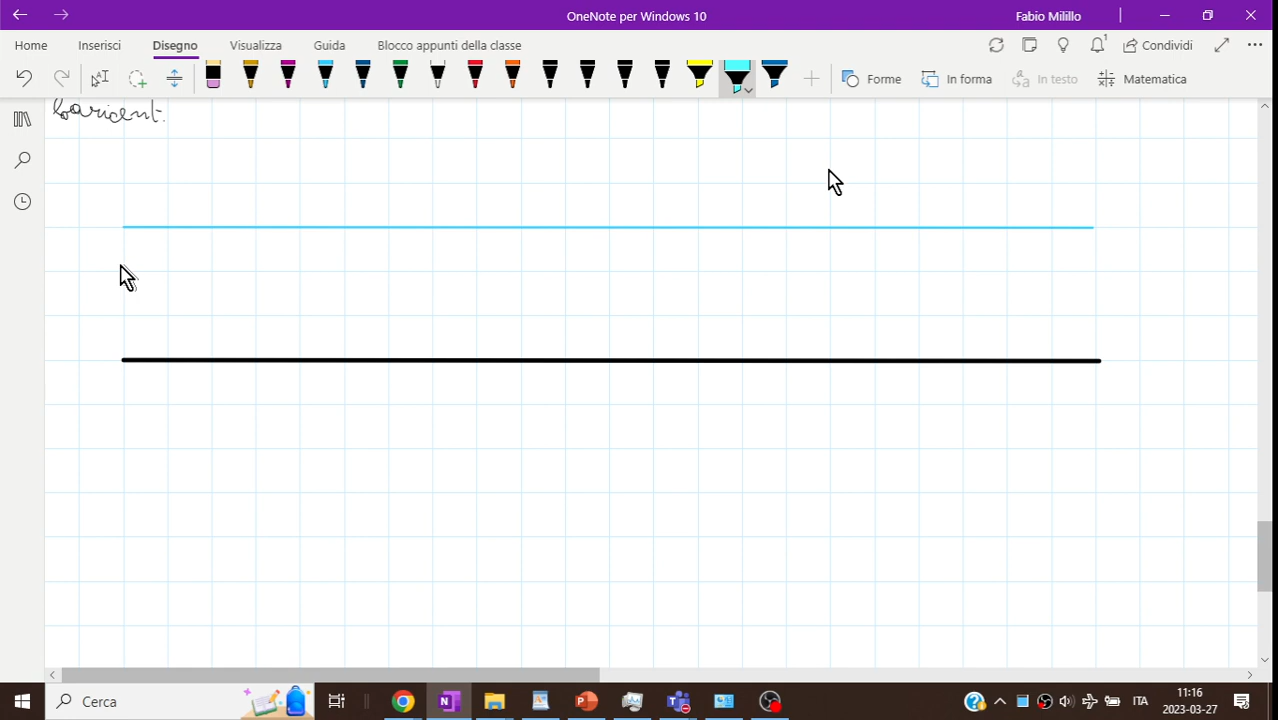 OneNote per Windows 10
Fabio Milillo
Home Inserisci Disegno Visualizza Guida Blocco appunti della classe
Condividi
Forme In forma In testo Matematica
baricent.
Cerca
ITA
11:16
2023-03-27